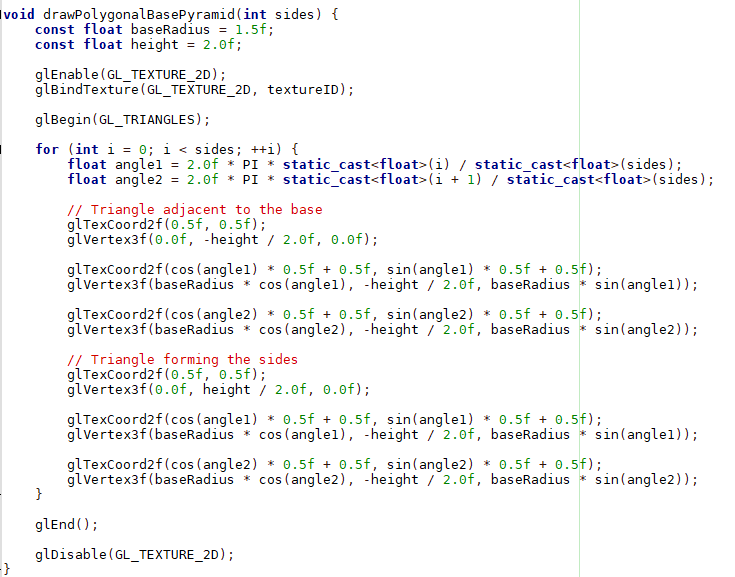 void drawPolygonalBasePyramid(int sides) {
    const float baseRadius = 1.5f;
    const float height = 2.0f;

    glEnable(GL_TEXTURE_2D);
    glBindTexture(GL_TEXTURE_2D, textureID);

    glBegin(GL_TRIANGLES);

    for (int i = 0; i < sides; ++i) {
        float angle1 = 2.0f * PI * static_cast<float>(i) / static_cast<float>(sides);
        float angle2 = 2.0f * PI * static_cast<float>(i + 1) / static_cast<float>(sides);

        // Triangle adjacent to the base
        glTexCoord2f(0.5f, 0.5f);
        glVertex3f(0.0f, -height / 2.0f, 0.0f);

        glTexCoord2f(cos(angle1) * 0.5f + 0.5f, sin(angle1) * 0.5f + 0.5f);
        glVertex3f(baseRadius * cos(angle1), -height / 2.0f, baseRadius * sin(angle1));

        glTexCoord2f(cos(angle2) * 0.5f + 0.5f, sin(angle2) * 0.5f + 0.5f);
        glVertex3f(baseRadius * cos(angle2), -height / 2.0f, baseRadius * sin(angle2));

        // Triangle forming the sides
        glTexCoord2f(0.5f, 0.5f);
        glVertex3f(0.0f, height / 2.0f, 0.0f);

        glTexCoord2f(cos(angle1) * 0.5f + 0.5f, sin(angle1) * 0.5f + 0.5f);
        glVertex3f(baseRadius * cos(angle1), -height / 2.0f, baseRadius * sin(angle1));

        glTexCoord2f(cos(angle2) * 0.5f + 0.5f, sin(angle2) * 0.5f + 0.5f);
        glVertex3f(baseRadius * cos(angle2), -height / 2.0f, baseRadius * sin(angle2));
    }

    glEnd();

    glDisable(GL_TEXTURE_2D);
}